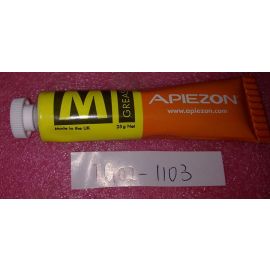 M
GREASE
APIEZON®
www.apiezon.com
Made in the UK
25g Net
1002-1103